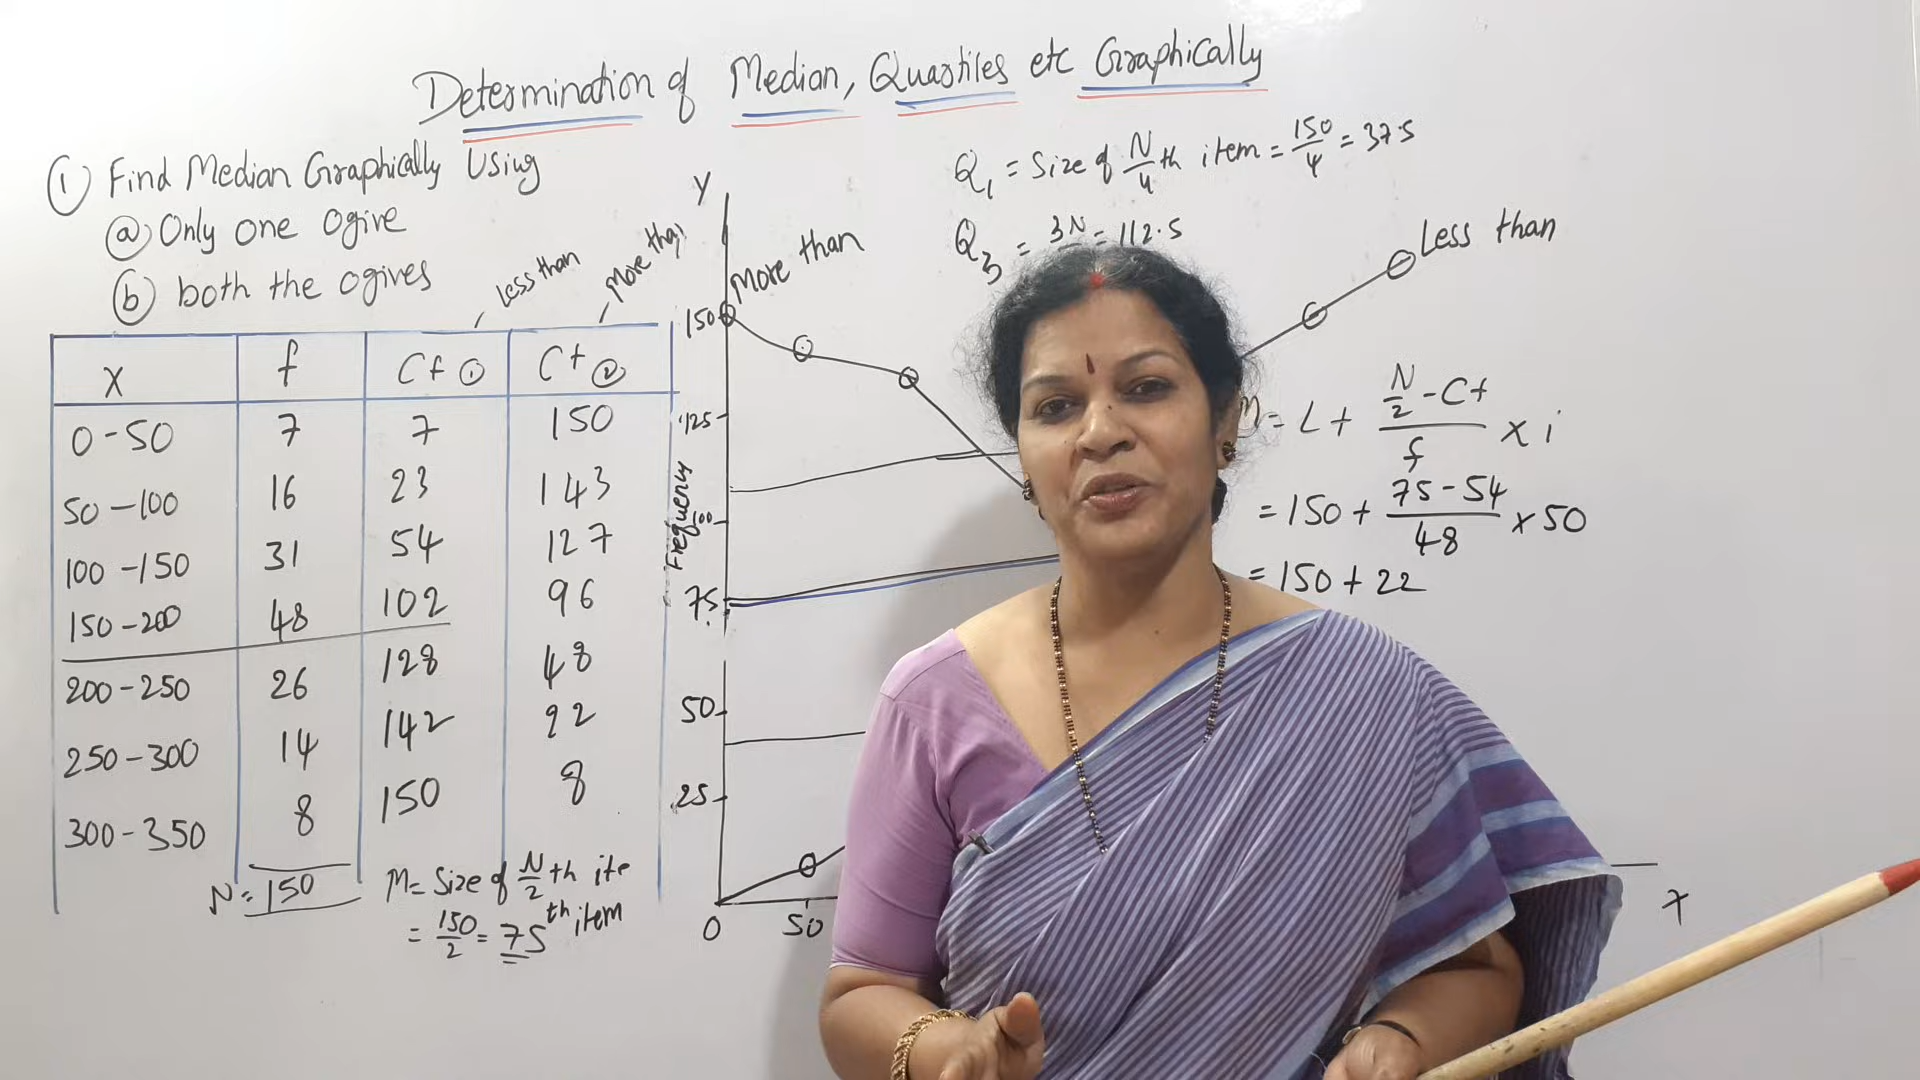 Determination of Median, Quartiles etc Graphically
① Find Median Graphically Using
ⓐ Only one Ogive
ⓑ both the ogives
Less than
More
X f Cf ① Cf ②
0-50 7 7 150
50-100 16 23 143
100-150 31 54 127
150-200 48 102 96
200-250 26 128 48
250-300 14 142 22
300-350 8 150 8
N = 150
M = Size of N/2 th ite
= 150/2 = 75th item
Y
More than
150
125
100
75
50
25
0
50
Frequency
X
Less than
Q1 = Size of N/4 th item = 150/4 = 37.5
Q3 = 3N = 112.5
= L + (N/2 - Cf)/f × i
= 150 + (75-54)/48 × 50
= 150 + 22